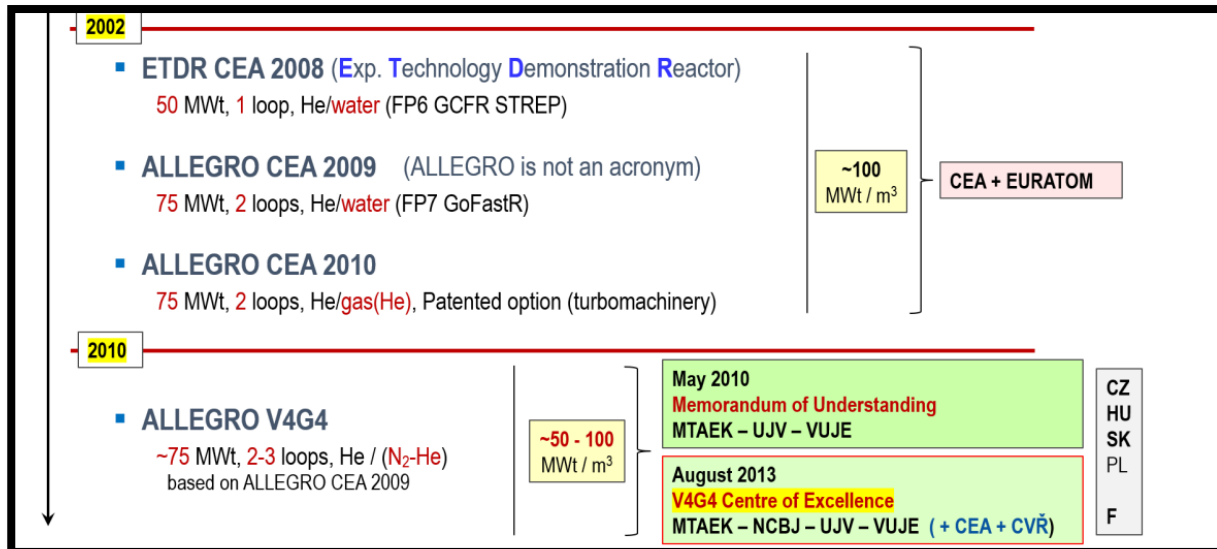 2002
▪ ETDR CEA 2008 (Exp. Technology Demonstration Reactor)
50 MWt, 1 loop, He/water (FP6 GCFR STREP)
▪ ALLEGRO CEA 2009 (ALLEGRO is not an acronym)
75 MWt, 2 loops, He/water (FP7 GoFastR)
▪ ALLEGRO CEA 2010
75 MWt, 2 loops, He/gas(He), Patented option (turbomachinery)
~100
MWt / m³
CEA + EURATOM
2010
▪ ALLEGRO V4G4
~75 MWt, 2-3 loops, He / (N₂-He)
based on ALLEGRO CEA 2009
~50 - 100
MWt / m³
May 2010
Memorandum of Understanding
MTAEK – UJV – VUJE
August 2013
V4G4 Centre of Excellence
MTAEK – NCBJ – UJV – VUJE ( + CEA + CVŘ)
CZ
HU
SK
PL
F